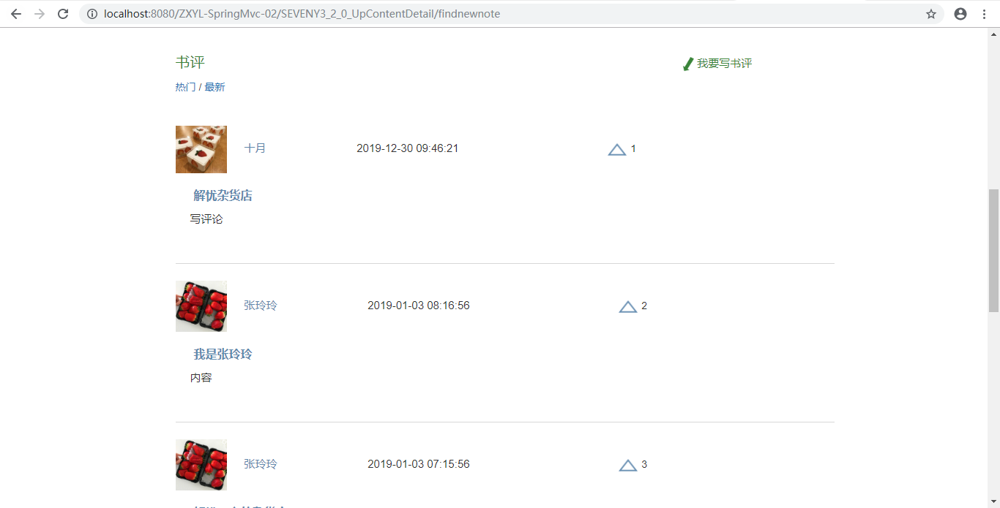 localhost:8080/ZXYL-SpringMvc-02/SEVENY3_2_0_UpContentDetail/findnewnote
书评
我要写书评
热门 / 最新
十月 2019-12-30 09:46:21 1
解忧杂货店
写评论
张玲玲 2019-01-03 08:16:56 2
我是张玲玲
内容
张玲玲 2019-01-03 07:15:56 3